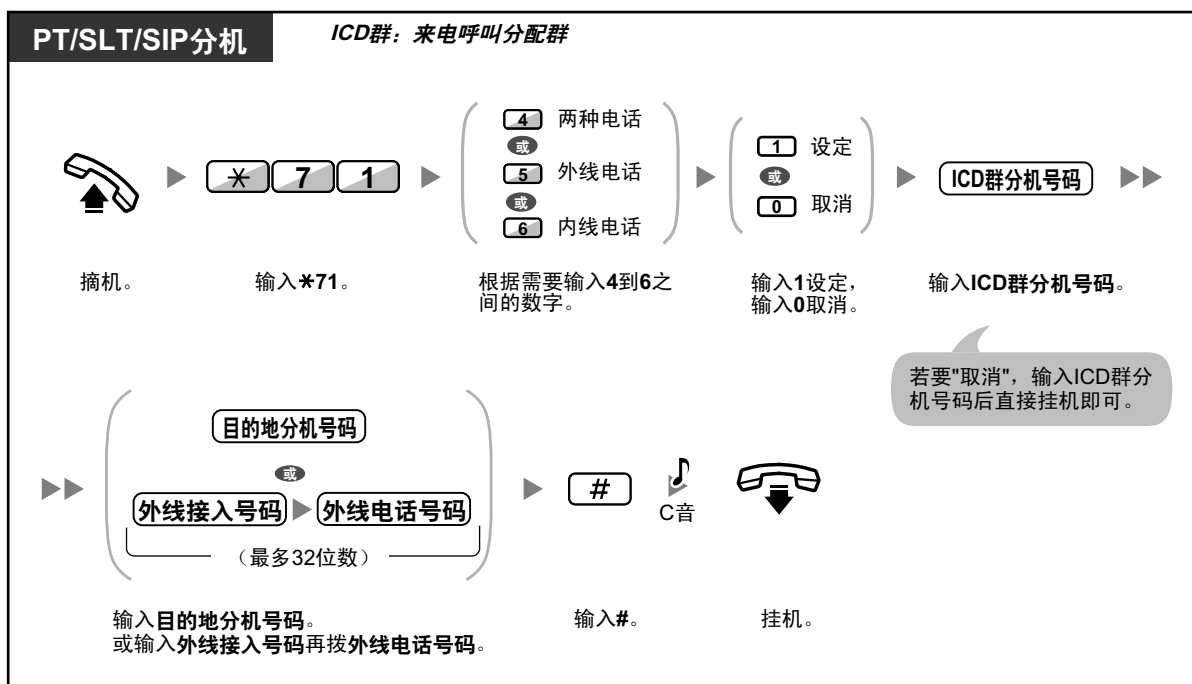 PT/SLT/SIP分机
ICD群：来电呼叫分配群
4 两种电话
或
5 外线电话
或
6 内线电话
1 设定
或
0 取消
* 7 1
ICD群分机号码
摘机。
输入*71。
根据需要输入4到6之
间的数字。
输入1设定，
输入0取消。
输入ICD群分机号码。
若要"取消"，输入ICD群分
机号码后直接挂机即可。
目的地分机号码
或
外线接入号码 外线电话号码
（最多32位数）
#
C音
输入目的地分机号码。
或输入外线接入号码再拨外线电话号码。
输入#。
挂机。